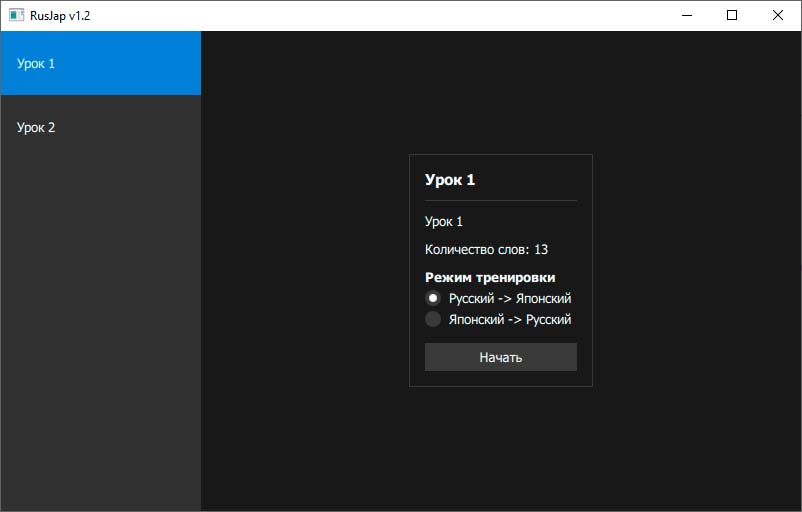 RusJap v1.2
Урок 1
Урок 2
Урок 1
Урок 1
Количество слов: 13
Режим тренировки
Русский -> Японский
Японский -> Русский
Начать